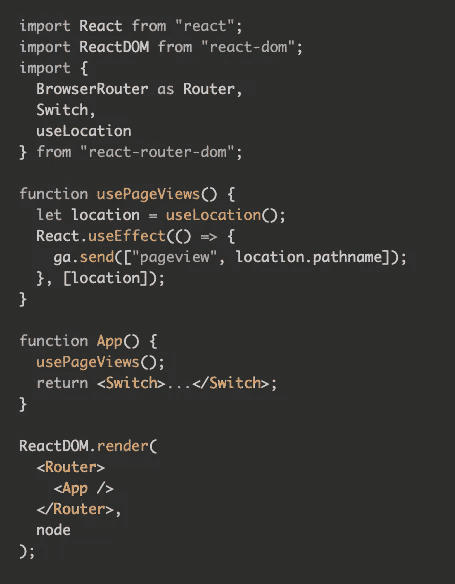 import React from "react";
import ReactDOM from "react-dom";
import {
  BrowserRouter as Router,
  Switch,
  useLocation
} from "react-router-dom";

function usePageViews() {
  let location = useLocation();
  React.useEffect(() => {
    ga.send(["pageview", location.pathname]);
  }, [location]);
}

function App() {
  usePageViews();
  return <Switch>...</Switch>;
}

ReactDOM.render(
  <Router>
    <App />
  </Router>,
  node
);